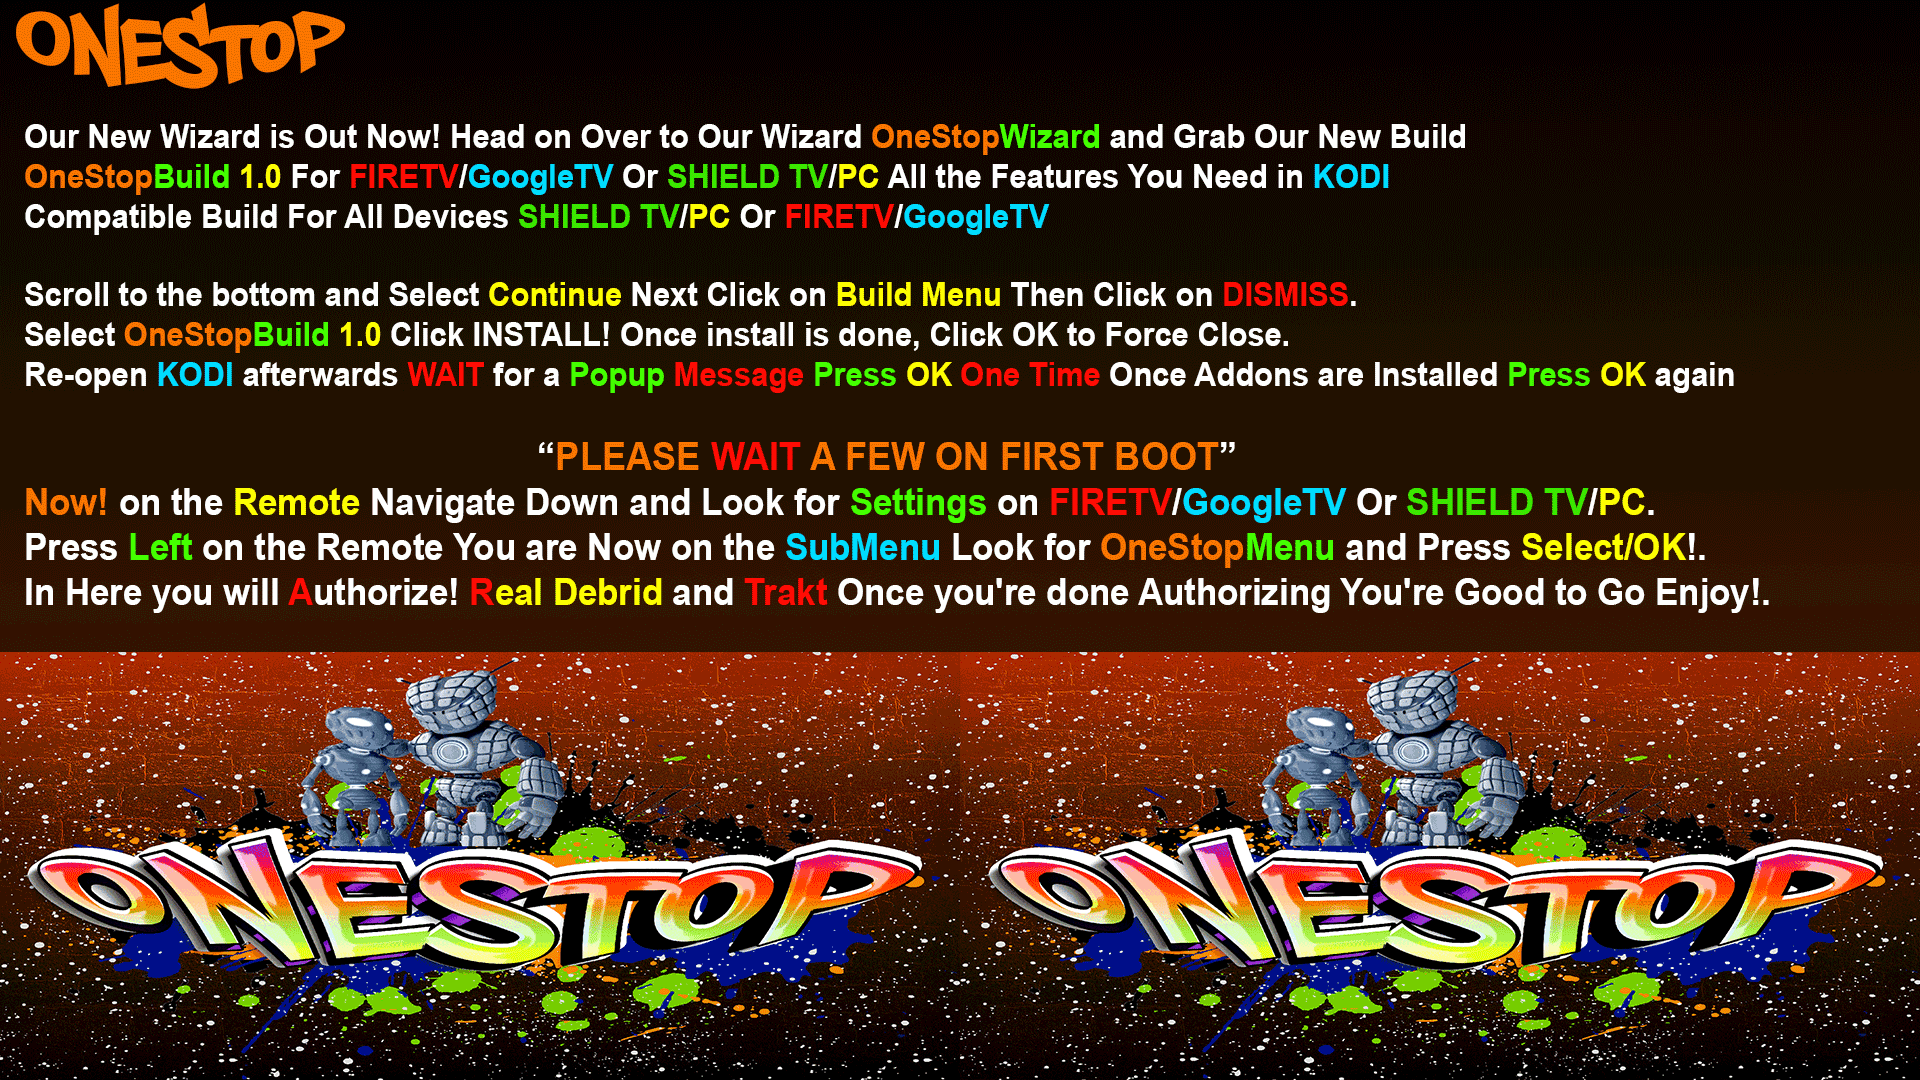 ONESTOP
Our New Wizard is Out Now! Head on Over to Our Wizard OneStopWizard and Grab Our New Build
OneStopBuild 1.0 For FIRETV/GoogleTV Or SHIELD TV/PC All the Features You Need in KODI
Compatible Build For All Devices SHIELD TV/PC Or FIRETV/GoogleTV
Scroll to the bottom and Select Continue Next Click on Build Menu Then Click on DISMISS.
Select OneStopBuild 1.0 Click INSTALL! Once install is done, Click OK to Force Close.
Re-open KODI afterwards WAIT for a Popup Message Press OK One Time Once Addons are Installed Press OK again
“PLEASE WAIT A FEW ON FIRST BOOT”
Now! on the Remote Navigate Down and Look for Settings on FIRETV/GoogleTV Or SHIELD TV/PC.
Press Left on the Remote You are Now on the SubMenu Look for OneStopMenu and Press Select/OK!.
In Here you will Authorize! Real Debrid and Trakt Once you're done Authorizing You're Good to Go Enjoy!.
ONESTOP
ONESTOP